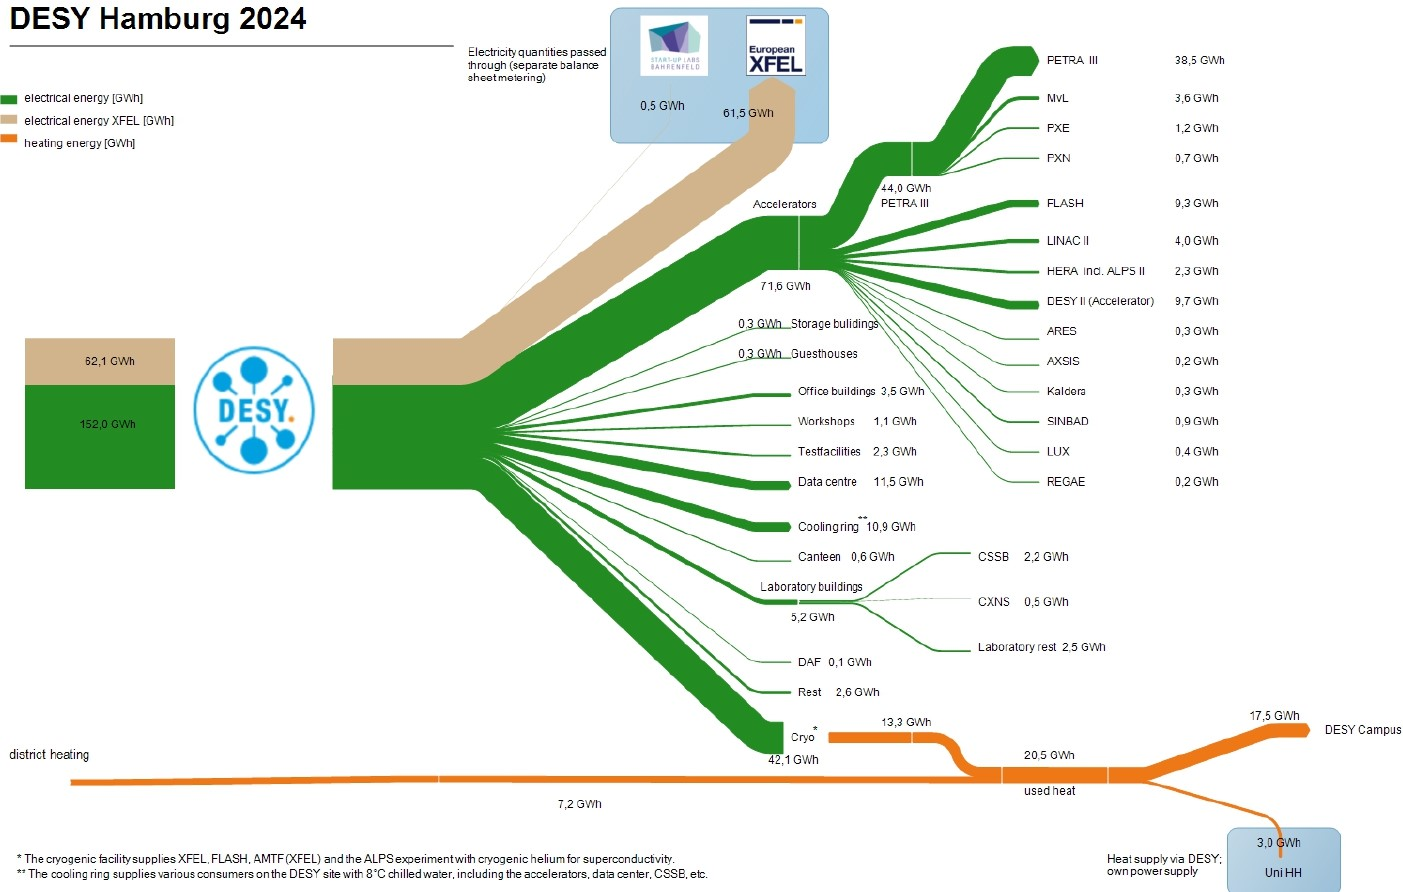 DESY Hamburg 2024
Electricity quantities passed
through (separate balance
sheet metering)
START-UP LABS
BAHRENFELD
European
XFEL
0,5 GWh
61,5 GWh
electrical energy [GWh]
electrical energy XFEL [GWh]
heating energy [GWh]
PETRA III 38,5 GWh
MvL 3,6 GWh
PXE 1,2 GWh
PXN 0,7 GWh
44,0 GWh
PETRA III
Accelerators
71,6 GWh
FLASH 9,3 GWh
LINAC II 4,0 GWh
HERA incl. ALPS II 2,3 GWh
DESY II (Accelerator) 9,7 GWh
ARES 0,3 GWh
AXSIS 0,2 GWh
Kaldera 0,3 GWh
SINBAD 0,9 GWh
LUX 0,4 GWh
REGAE 0,2 GWh
62,1 GWh
152,0 GWh
DESY.
0,3 GWh Storage bulidings
0,3 GWh Guesthouses
Office buildings 3,5 GWh
Workshops 1,1 GWh
Testfacilities 2,3 GWh
Data centre 11,5 GWh
Cooling ring** 10,9 GWh
Canteen 0,6 GWh
Laboratory buildings
5,2 GWh
CSSB 2,2 GWh
CXNS 0,5 GWh
Laboratory rest 2,5 GWh
DAF 0,1 GWh
Rest 2,6 GWh
Cryo*
42,1 GWh
13,3 GWh
district heating
7,2 GWh
20,5 GWh
used heat
17,5 GWh
DESY Campus
3,0 GWh
Uni HH
Heat supply via DESY;
own power supply
* The cryogenic facility supplies XFEL, FLASH, AMTF (XFEL) and the ALPS experiment with cryogenic helium for superconductivity.
** The cooling ring supplies various consumers on the DESY site with 8°C chilled water, including the accelerators, data center, CSSB, etc.